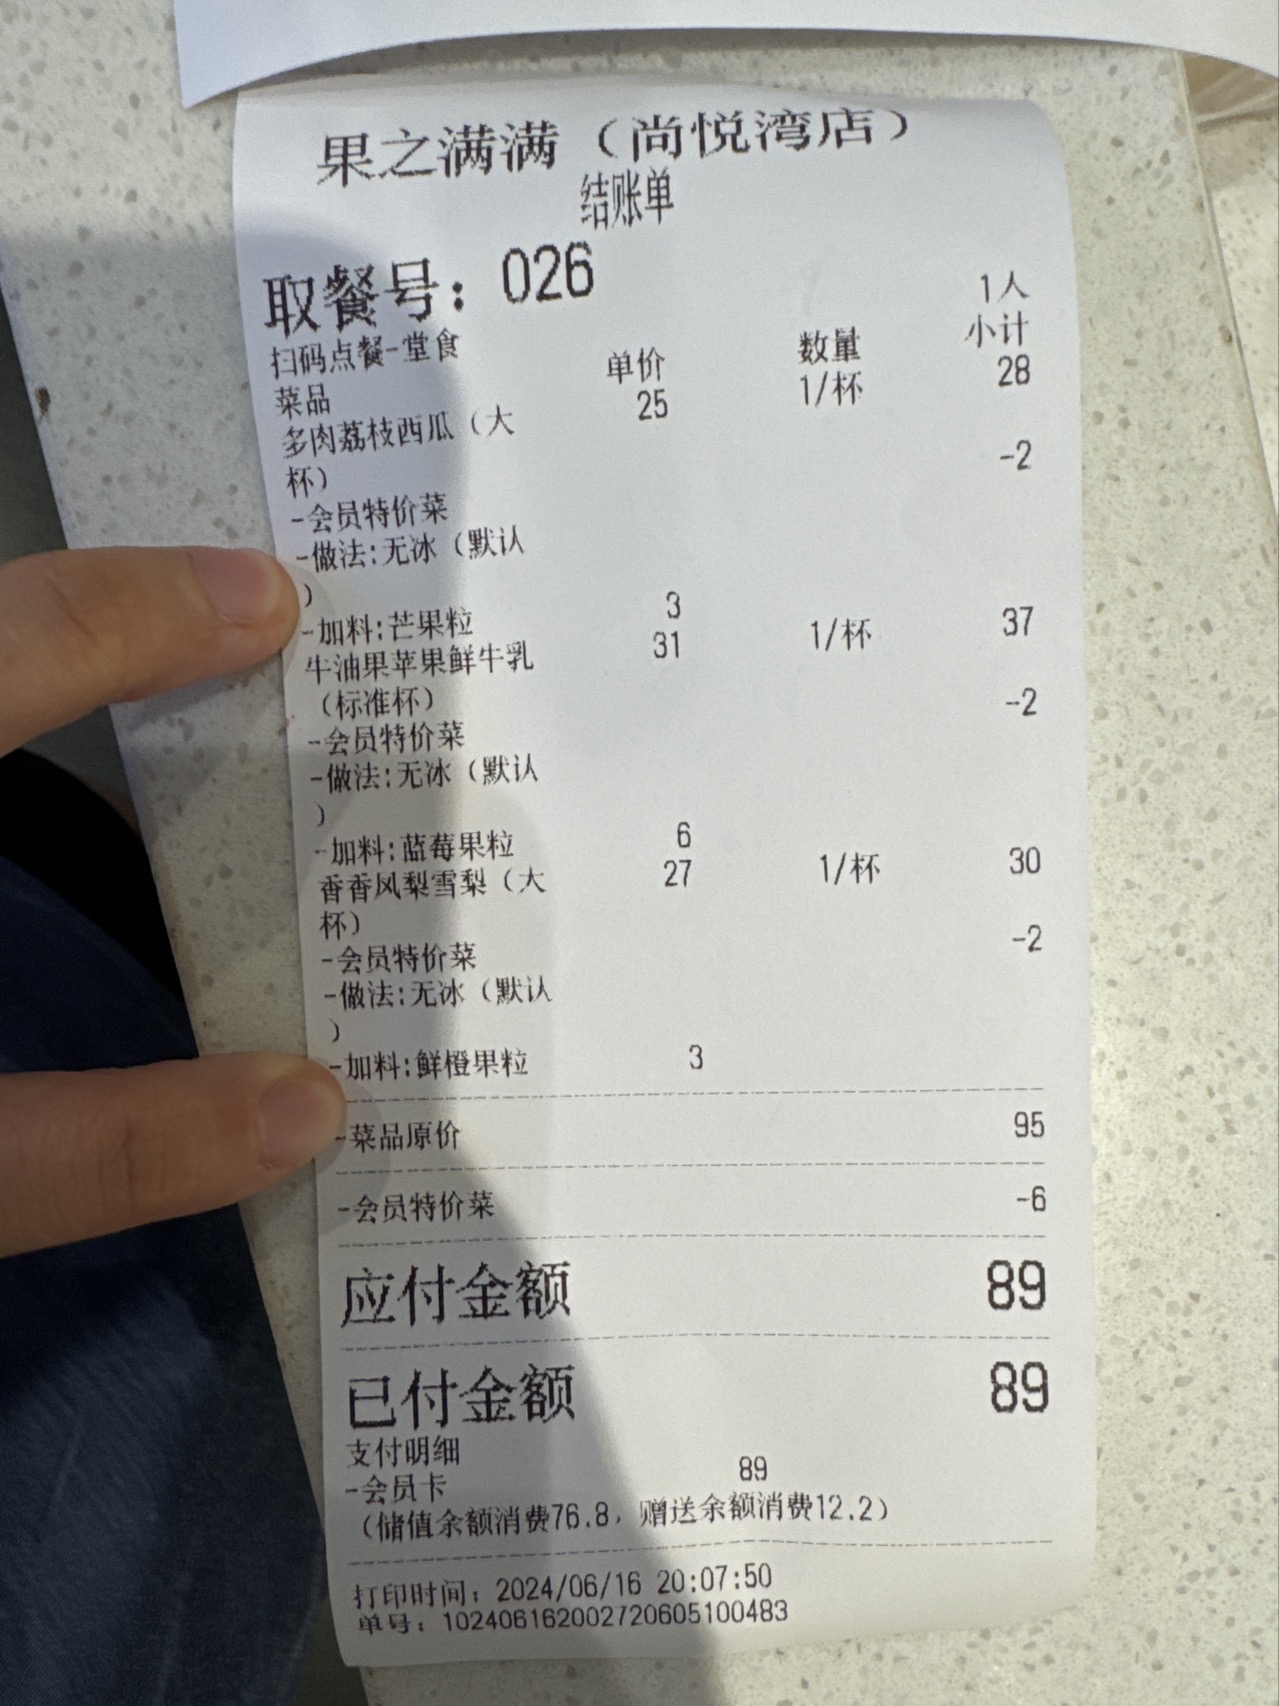 果之满满（尚悦湾店）
结账单
取餐号：026
扫码点餐-堂食 1人
菜品 单价 数量 小计
多肉荔枝西瓜（大 25 1/杯 28
杯）
-会员特价菜 -2
-做法:无冰（默认
）
-加料:芒果粒 3
牛油果苹果鲜牛乳 31 1/杯 37
（标准杯）
-会员特价菜 -2
-做法:无冰（默认
）
-加料:蓝莓果粒 6
香香凤梨雪梨（大 27 1/杯 30
杯）
-会员特价菜 -2
-做法:无冰（默认
）
-加料:鲜橙果粒 3
-菜品原价 95
-会员特价菜 -6
应付金额 89
已付金额 89
支付明细
-会员卡 89
（储值余额消费76.8，赠送余额消费12.2）
打印时间：2024/06/16 20:07:50
单号：102406162002720605100483